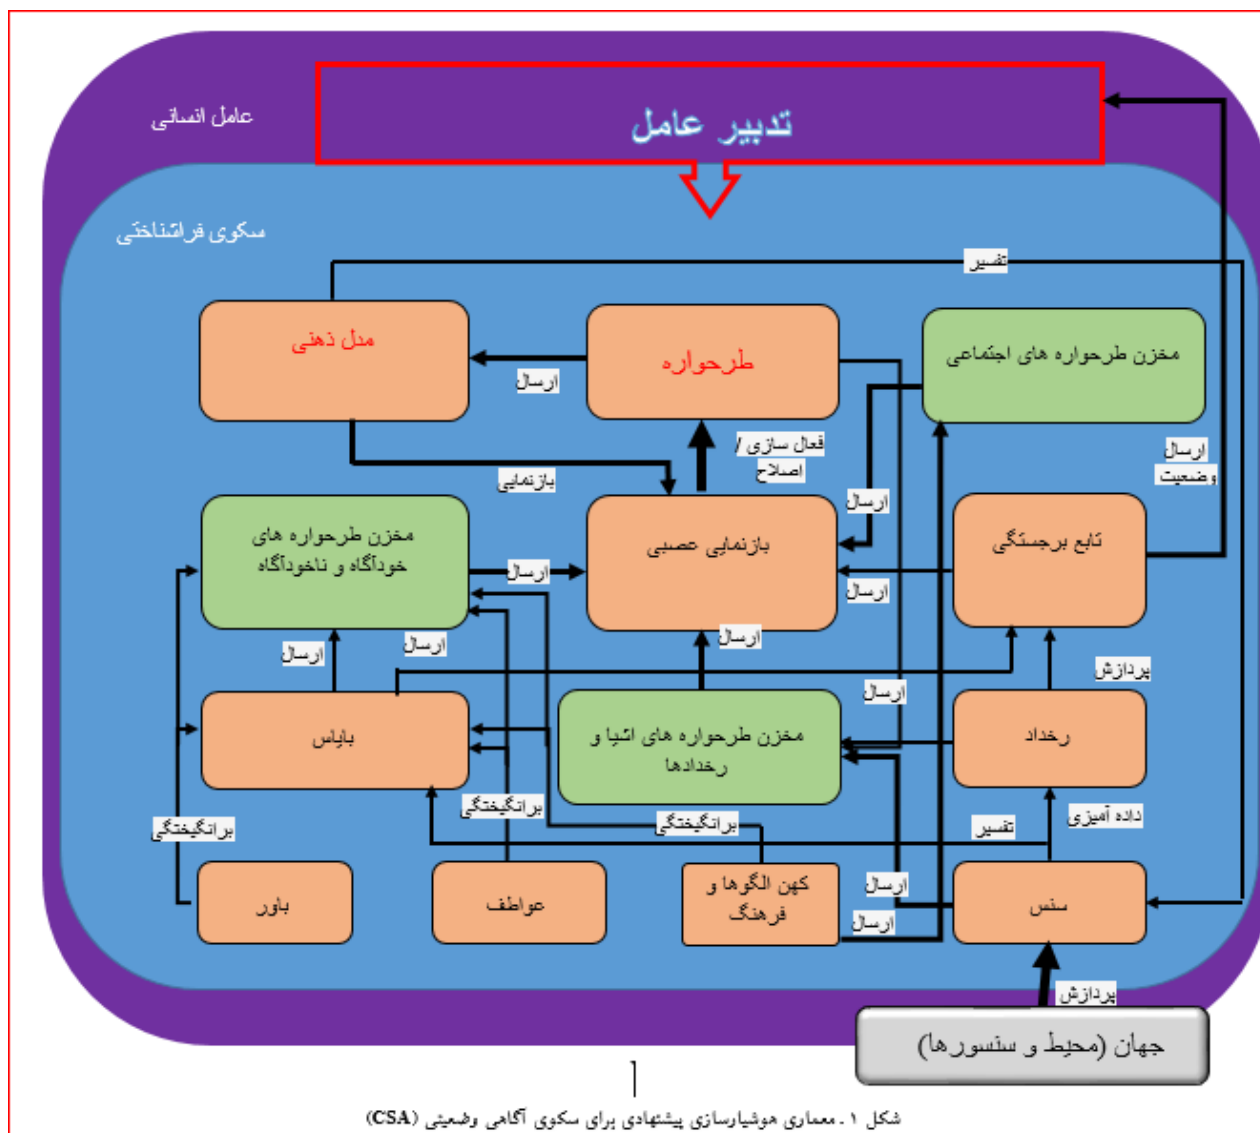 عامل انسانی
تدبیر عامل
سکوی فراشناختی
تفسیر
مخزن طرحواره های اجتماعی
طرحواره
مدل ذهنی
ارسال
ارسال
وضعیت
فعال سازی /
اصلاح
بازنمایی
ارسال
تابع برجستگی
بازنمایی عصبی
مخزن طرحواره های
خودآگاه و ناخودآگاه
ارسال
ارسال
ارسال
ارسال
ارسال
پردازش
ارسال
رخداد
مخزن طرحواره های اشیا و
رخدادها
بایاس
داده آمیزی
تفسیر
برانگیختگی
برانگیختگی
برانگیختگی
سنس
ارسال
کهن الگوها و
فرهنگ
عواطف
باور
ارسال
پردازش
جهان (محیط و سنسورها)
شکل ۱ . معماری هوشیارسازی پیشنهادی برای سکوی آگاهی وضعیتی (CSA)